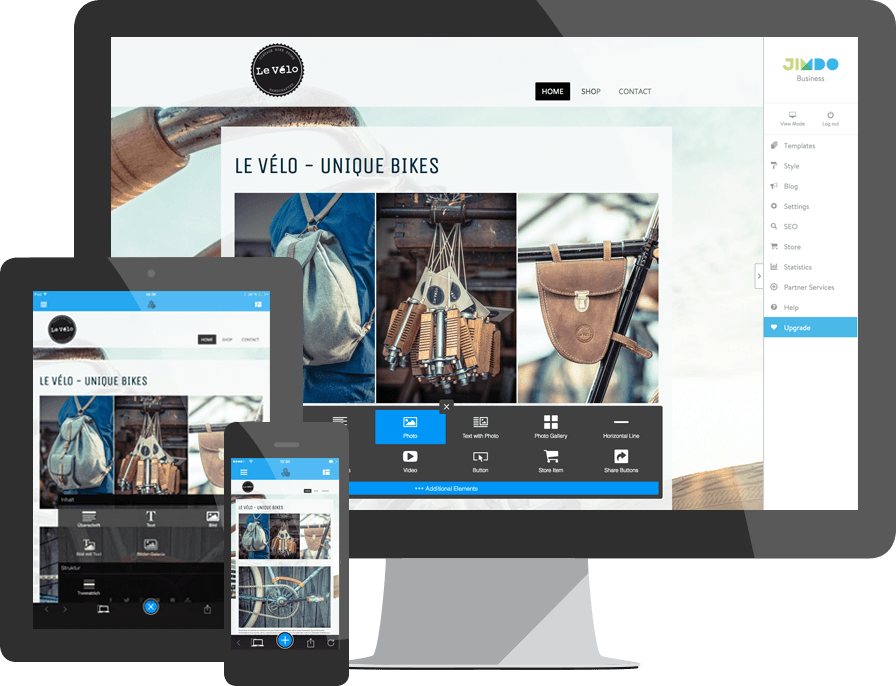 Le Vélo
HOME
SHOP
CONTACT
LE VÉLO – UNIQUE BIKES
JIMDO
Business
View Mode
Log out
Templates
Style
Blog
Settings
SEO
Store
Statistics
Partner Services
Help
Upgrade
Photo
Text with Photo
Photo Gallery
Horizontal Line
Video
Button
Store Item
Share Buttons
••• Additional Elements
Le Vélo
HOME
SHOP
CONTACT
LE VÉLO – UNIQUE BIKES
Inhalt
Überschrift
Text
Bild
Bild mit Text
Bilder-Galerie
Struktur
LE VÉLO – UNIQUE BIKES